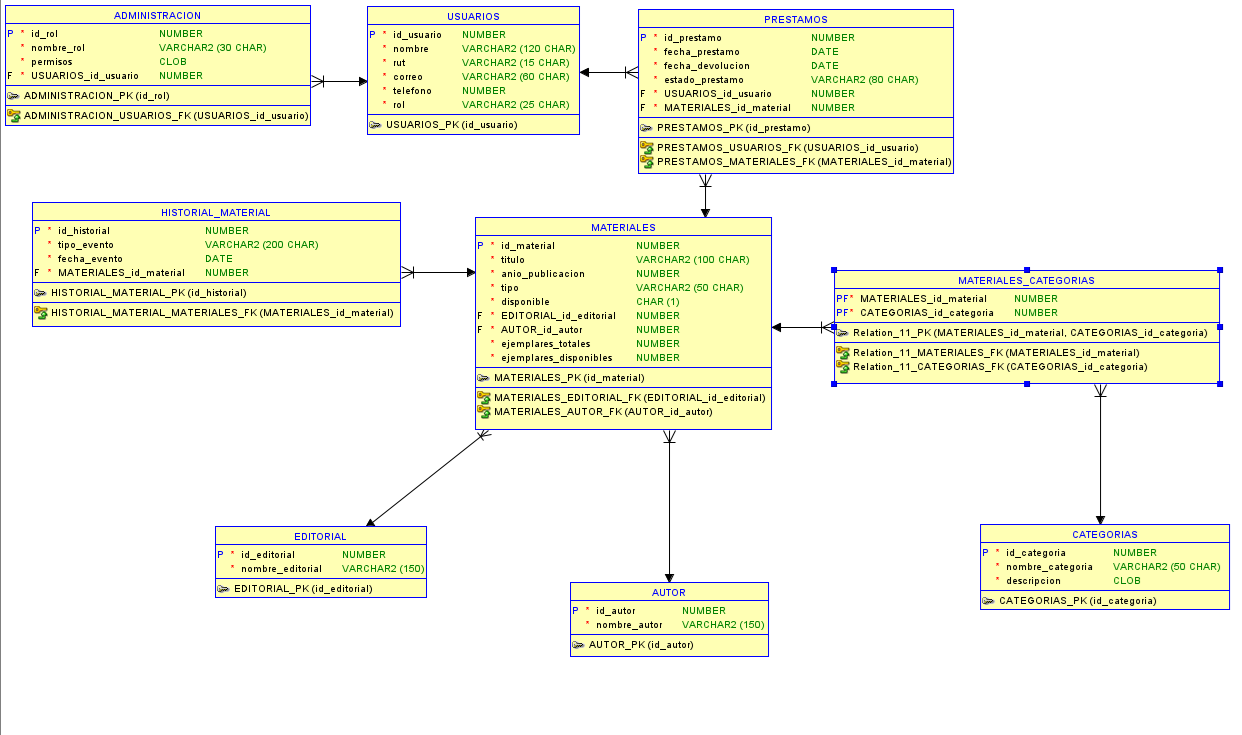 ADMINISTRACION
P * id_rol NUMBER
* nombre_rol VARCHAR2 (30 CHAR)
* permisos CLOB
F * USUARIOS_id_usuario NUMBER
ADMINISTRACION_PK (id_rol)
ADMINISTRACION_USUARIOS_FK (USUARIOS_id_usuario)
USUARIOS
P * id_usuario NUMBER
* nombre VARCHAR2 (120 CHAR)
* rut VARCHAR2 (15 CHAR)
* correo VARCHAR2 (60 CHAR)
* telefono NUMBER
* rol VARCHAR2 (25 CHAR)
USUARIOS_PK (id_usuario)
PRESTAMOS
P * id_prestamo NUMBER
* fecha_prestamo DATE
* fecha_devolucion DATE
* estado_prestamo VARCHAR2 (80 CHAR)
F * USUARIOS_id_usuario NUMBER
F * MATERIALES_id_material NUMBER
PRESTAMOS_PK (id_prestamo)
PRESTAMOS_USUARIOS_FK (USUARIOS_id_usuario)
PRESTAMOS_MATERIALES_FK (MATERIALES_id_material)
HISTORIAL_MATERIAL
P * id_historial NUMBER
* tipo_evento VARCHAR2 (200 CHAR)
* fecha_evento DATE
F * MATERIALES_id_material NUMBER
HISTORIAL_MATERIAL_PK (id_historial)
HISTORIAL_MATERIAL_MATERIALES_FK (MATERIALES_id_material)
MATERIALES
P * id_material NUMBER
* titulo VARCHAR2 (100 CHAR)
* anio_publicacion NUMBER
* tipo VARCHAR2 (50 CHAR)
* disponible CHAR (1)
F * EDITORIAL_id_editorial NUMBER
F * AUTOR_id_autor NUMBER
* ejemplares_totales NUMBER
* ejemplares_disponibles NUMBER
MATERIALES_PK (id_material)
MATERIALES_EDITORIAL_FK (EDITORIAL_id_editorial)
MATERIALES_AUTOR_FK (AUTOR_id_autor)
MATERIALES_CATEGORIAS
PF* MATERIALES_id_material NUMBER
PF* CATEGORIAS_id_categoria NUMBER
Relation_11_PK (MATERIALES_id_material, CATEGORIAS_id_categoria)
Relation_11_MATERIALES_FK (MATERIALES_id_material)
Relation_11_CATEGORIAS_FK (CATEGORIAS_id_categoria)
EDITORIAL
P * id_editorial NUMBER
* nombre_editorial VARCHAR2 (150)
EDITORIAL_PK (id_editorial)
AUTOR
P * id_autor NUMBER
* nombre_autor VARCHAR2 (150)
AUTOR_PK (id_autor)
CATEGORIAS
P * id_categoria NUMBER
* nombre_categoria VARCHAR2 (50 CHAR)
* descripcion CLOB
CATEGORIAS_PK (id_categoria)